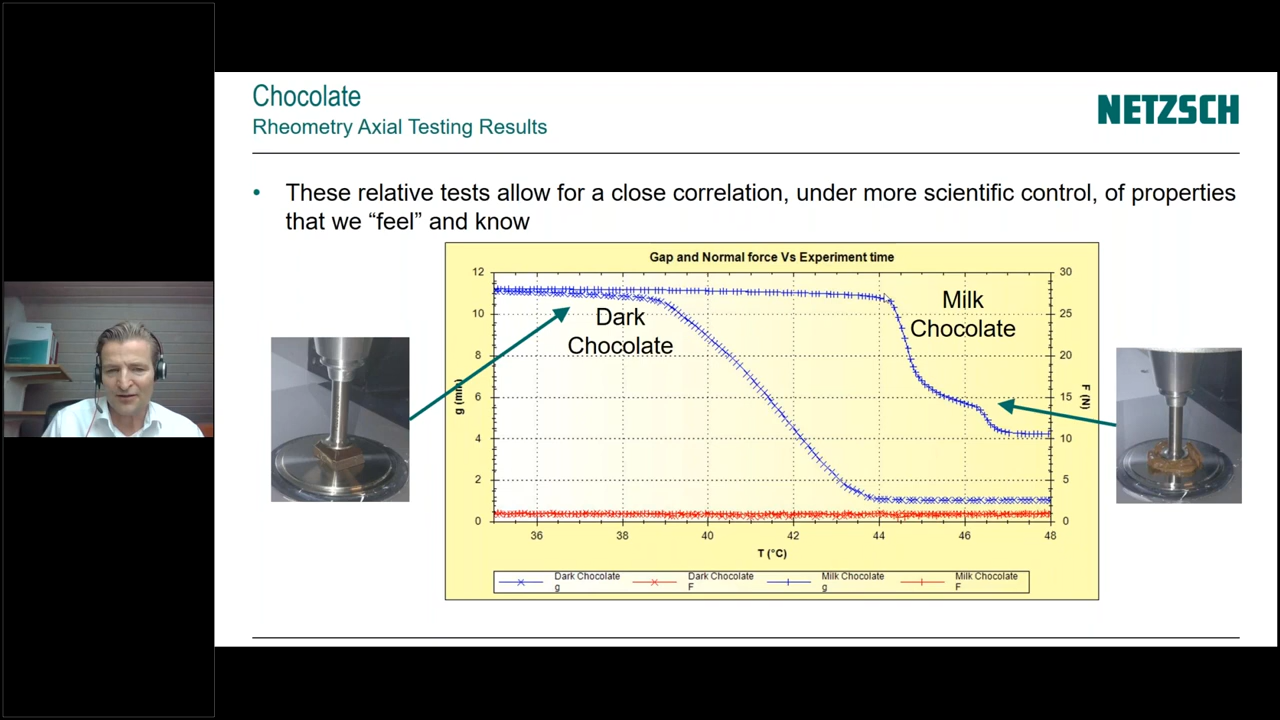 Chocolate
Rheometry Axial Testing Results
NETZSCH
• These relative tests allow for a close correlation, under more scientific control, of properties
that we “feel” and know
Gap and Normal force Vs Experiment time
12
10
8
6
4
2
0
g (mm)
30
25
20
15
10
5
0
F (N)
Dark
Chocolate
Milk
Chocolate
36 38 40 42 44 46 48
T (°C)
Dark Chocolate
g
Dark Chocolate
F
Milk Chocolate
g
Milk Chocolate
F